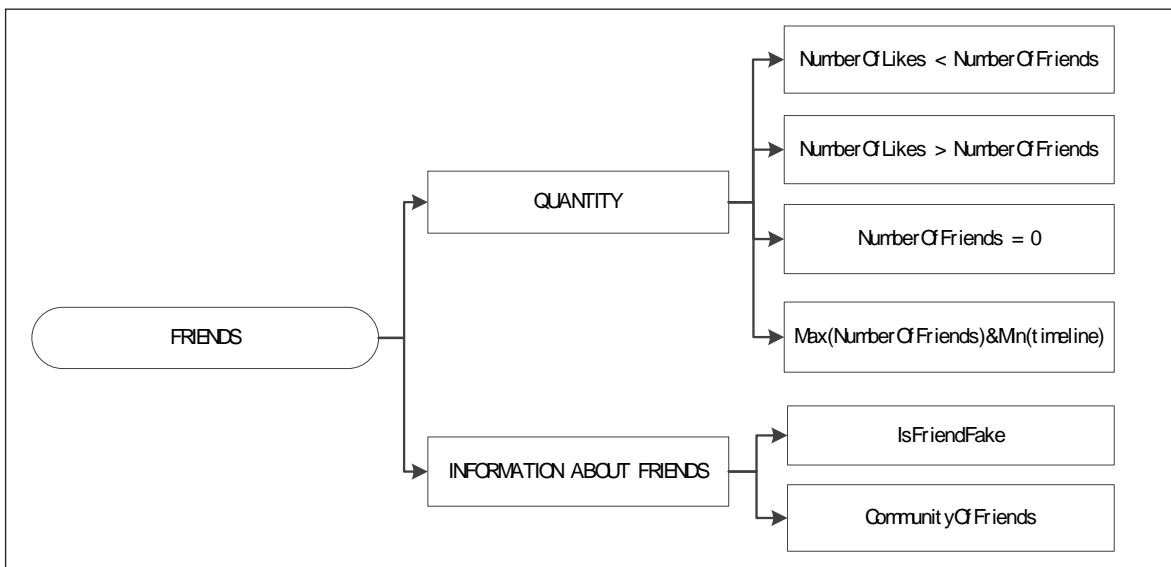 NumberOfLikes < NumberOfFriends
NumberOfLikes > NumberOfFriends
QUANTITY
NumberOfFriends = 0
FRIENDS
Max(NumberOfFriends)&Min(timeline)
IsFriendFake
INFORMATION ABOUT FRIENDS
CommunityOfFriends